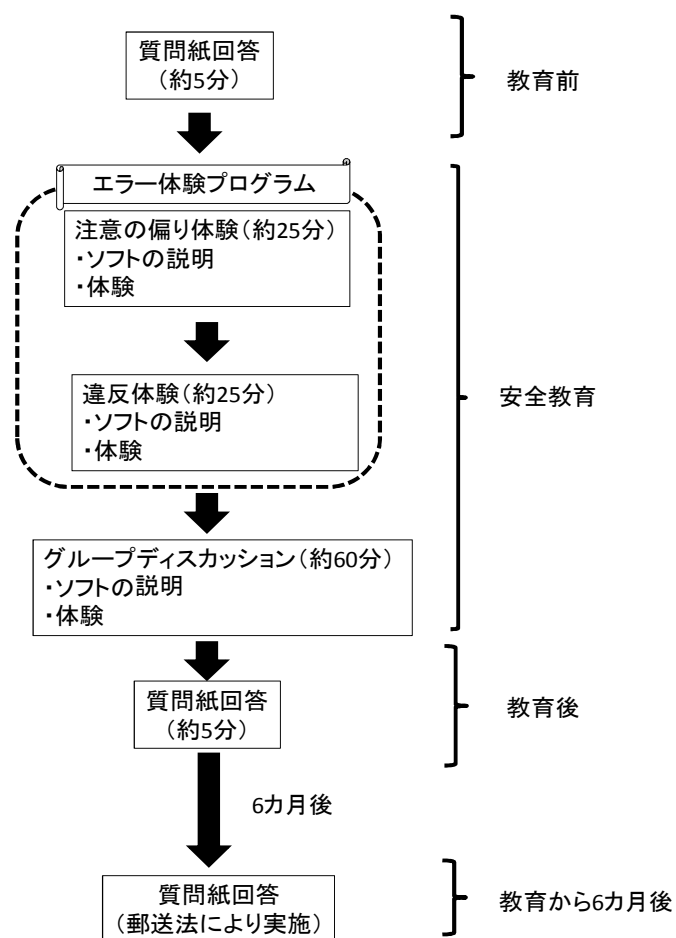 質問紙回答
(約5分)
教育前
エラー体験プログラム
注意の偏り体験(約25分)
・ソフトの説明
・体験
違反体験(約25分)
・ソフトの説明
・体験
安全教育
グループディスカッション(約60分)
・ソフトの説明
・体験
質問紙回答
(約5分)
教育後
6カ月後
質問紙回答
(郵送法により実施)
教育から6カ月後